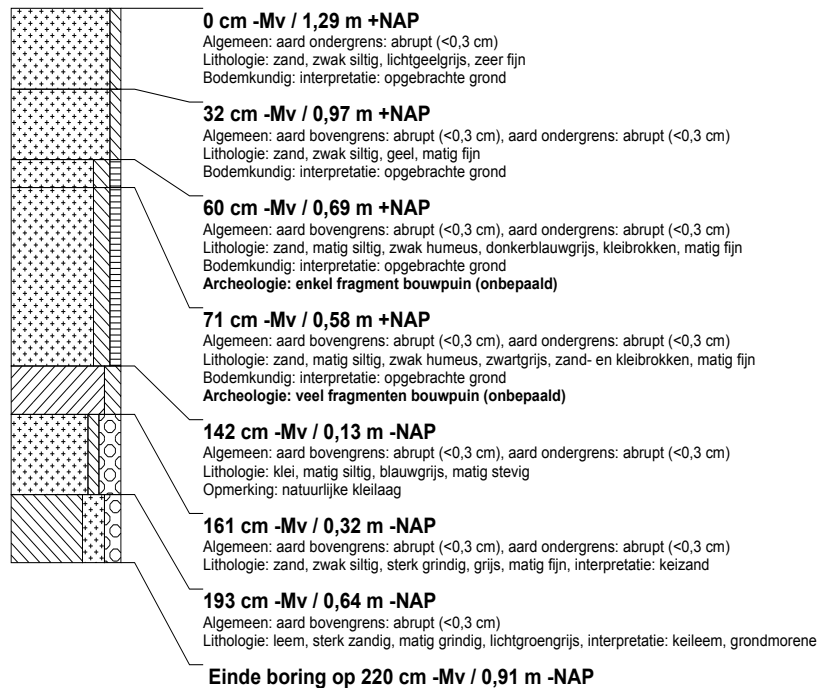 0 cm -Mv / 1,29 m +NAP
Algemeen: aard ondergrens: abrupt (<0,3 cm)
Lithologie: zand, zwak siltig, lichtgeelgrijs, zeer fijn
Bodemkundig: interpretatie: opgebrachte grond
32 cm -Mv / 0,97 m +NAP
Algemeen: aard bovengrens: abrupt (<0,3 cm), aard ondergrens: abrupt (<0,3 cm)
Lithologie: zand, zwak siltig, geel, matig fijn
Bodemkundig: interpretatie: opgebrachte grond
60 cm -Mv / 0,69 m +NAP
Algemeen: aard bovengrens: abrupt (<0,3 cm), aard ondergrens: abrupt (<0,3 cm)
Lithologie: zand, matig siltig, zwak humeus, donkerblauwgrijs, kleibrokken, matig fijn
Bodemkundig: interpretatie: opgebrachte grond
Archeologie: enkel fragment bouwpuin (onbepaald)
71 cm -Mv / 0,58 m +NAP
Algemeen: aard bovengrens: abrupt (<0,3 cm), aard ondergrens: abrupt (<0,3 cm)
Lithologie: zand, matig siltig, zwak humeus, zwartgrijs, zand- en kleibrokken, matig fijn
Bodemkundig: interpretatie: opgebrachte grond
Archeologie: veel fragmenten bouwpuin (onbepaald)
142 cm -Mv / 0,13 m -NAP
Algemeen: aard bovengrens: abrupt (<0,3 cm), aard ondergrens: abrupt (<0,3 cm)
Lithologie: klei, matig siltig, blauwgrijs, matig stevig
Opmerking: natuurlijke kleilaag
161 cm -Mv / 0,32 m -NAP
Algemeen: aard bovengrens: abrupt (<0,3 cm), aard ondergrens: abrupt (<0,3 cm)
Lithologie: zand, zwak siltig, sterk grindig, grijs, matig fijn, interpretatie: keizand
193 cm -Mv / 0,64 m -NAP
Algemeen: aard bovengrens: abrupt (<0,3 cm)
Lithologie: leem, sterk zandig, matig grindig, lichtgroengrijs, interpretatie: keileem, grondmorene
Einde boring op 220 cm -Mv / 0,91 m -NAP